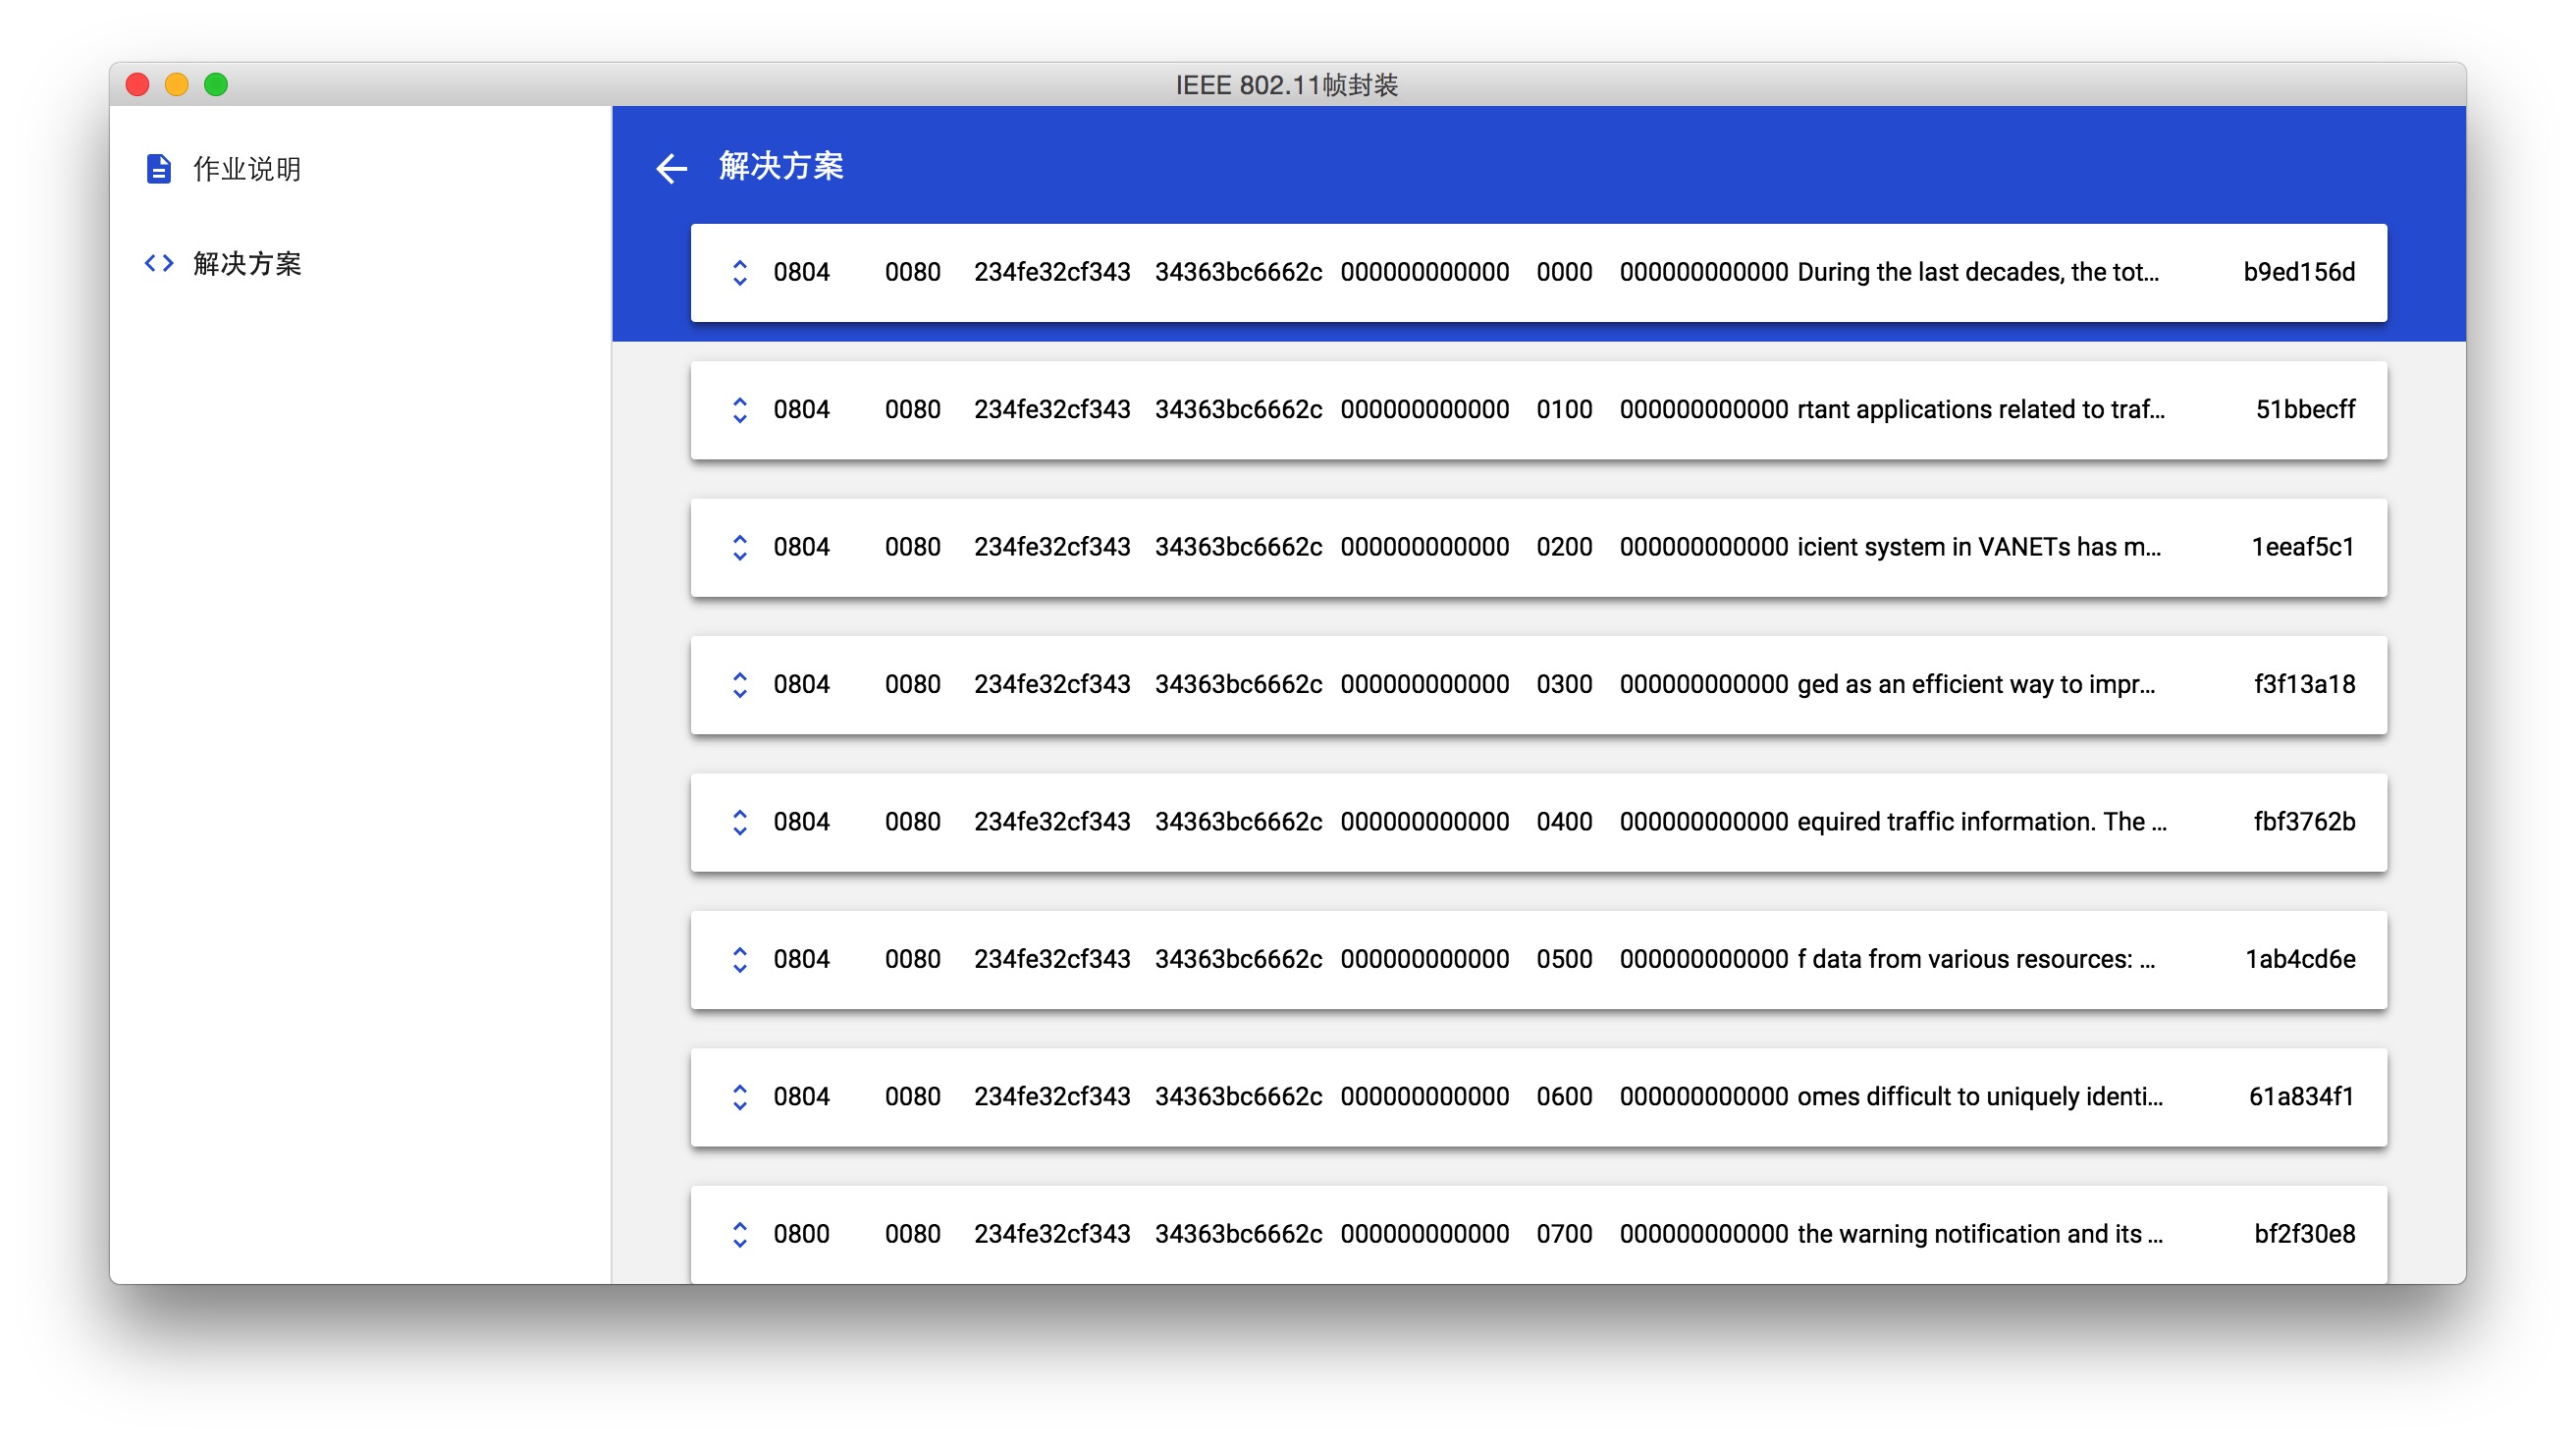 IEEE 802.11帧封装
作业说明
解决方案
解决方案
0804 0080 234fe32cf343 34363bc6662c 000000000000 0000 000000000000 During the last decades, the tot... b9ed156d
0804 0080 234fe32cf343 34363bc6662c 000000000000 0100 000000000000 rtant applications related to traf... 51bbecff
0804 0080 234fe32cf343 34363bc6662c 000000000000 0200 000000000000 icient system in VANETs has m... 1eeaf5c1
0804 0080 234fe32cf343 34363bc6662c 000000000000 0300 000000000000 ged as an efficient way to impr... f3f13a18
0804 0080 234fe32cf343 34363bc6662c 000000000000 0400 000000000000 equired traffic information. The ... fbf3762b
0804 0080 234fe32cf343 34363bc6662c 000000000000 0500 000000000000 f data from various resources: ... 1ab4cd6e
0804 0080 234fe32cf343 34363bc6662c 000000000000 0600 000000000000 omes difficult to uniquely identi... 61a834f1
0800 0080 234fe32cf343 34363bc6662c 000000000000 0700 000000000000 the warning notification and its ... bf2f30e8